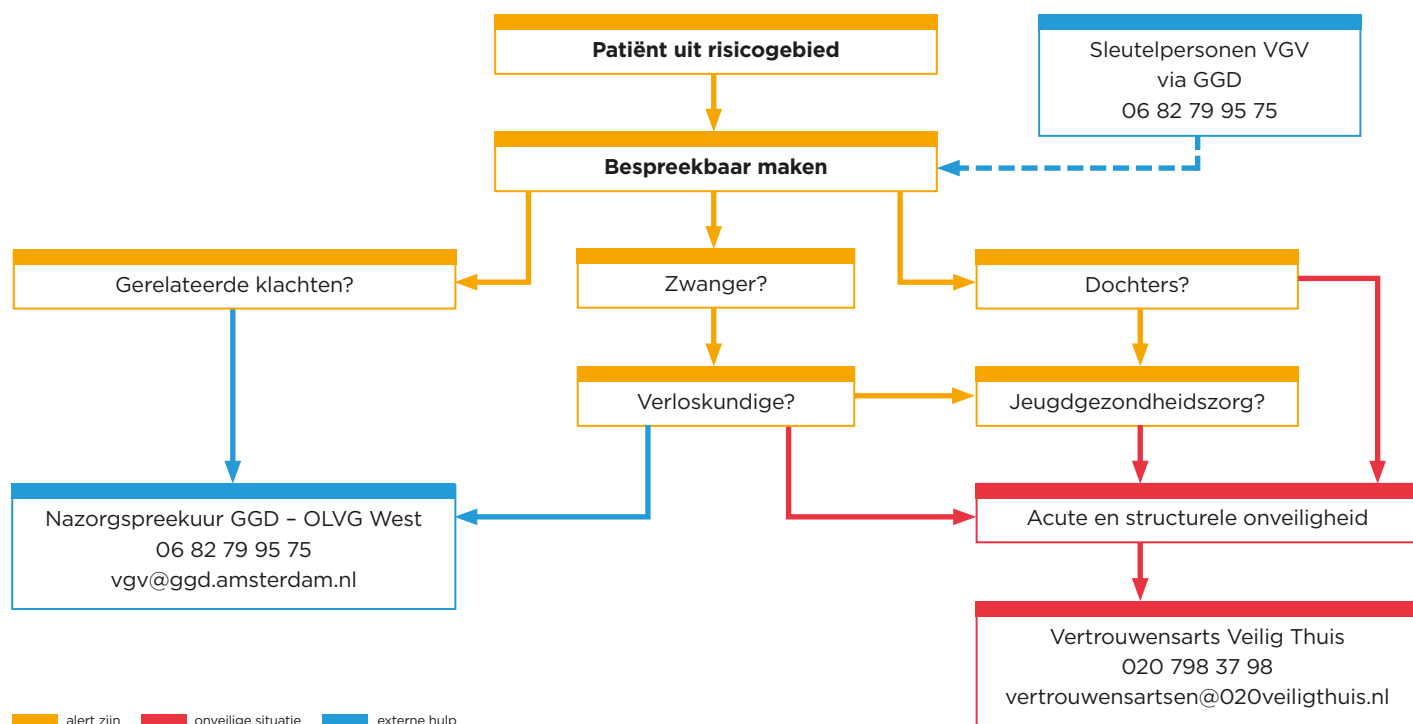 Patiënt uit risicogebied
Sleutelpersonen VGV
via GGD
06 82 79 95 75
Bespreekbaar maken
Gerelateerde klachten?
Zwanger?
Dochters?
Verloskundige?
Jeugdgezondheidszorg?
Nazorgspreekuur GGD – OLVG West
06 82 79 95 75
vgv@ggd.amsterdam.nl
Acute en structurele onveiligheid
Vertrouwensarts Veilig Thuis
020 798 37 98
vertrouwensartsen@020veiligthuis.nl
alert zijn onveilige situatie externe hulp